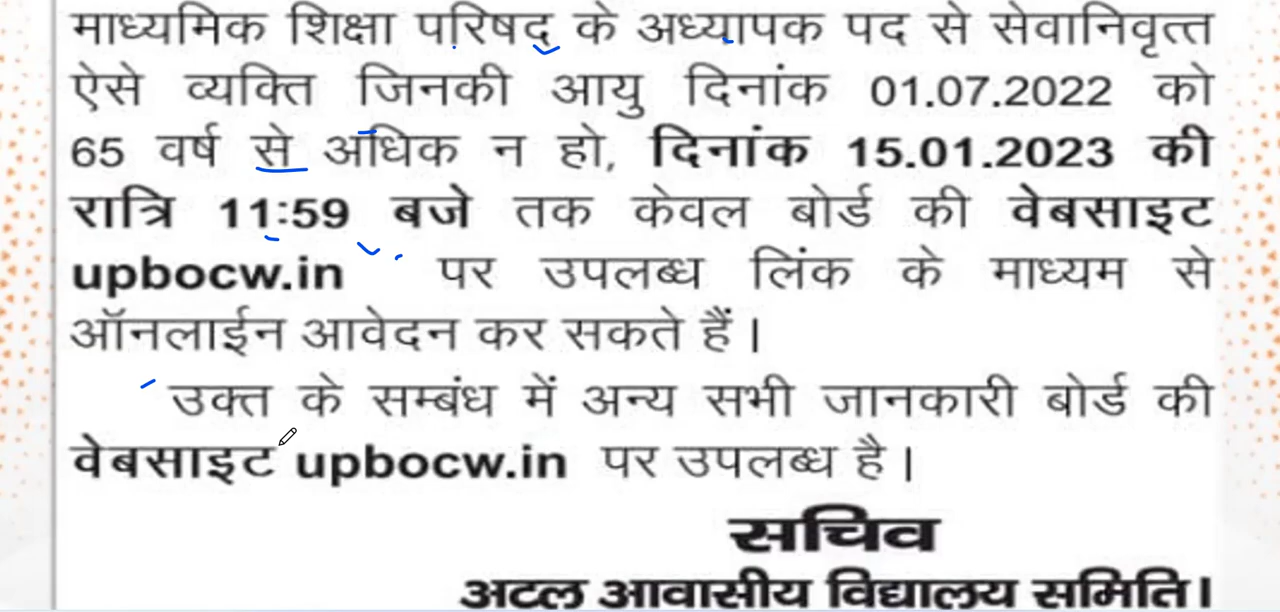 माध्यमिक शिक्षा परिषद के अध्यापक पद से सेवानिवृत्त
ऐसे व्यक्ति जिनकी आयु दिनांक 01.07.2022 को
65 वर्ष से अधिक न हो, दिनांक 15.01.2023 की
रात्रि 11:59 बजे तक केवल बोर्ड की वेबसाइट
upbocw.in पर उपलब्ध लिंक के माध्यम से
ऑनलाईन आवेदन कर सकते हैं।
उक्त के सम्बंध में अन्य सभी जानकारी बोर्ड की
वेबसाइट upbocw.in पर उपलब्ध है।
सचिव
अटल आवासीय विद्यालय समिति।